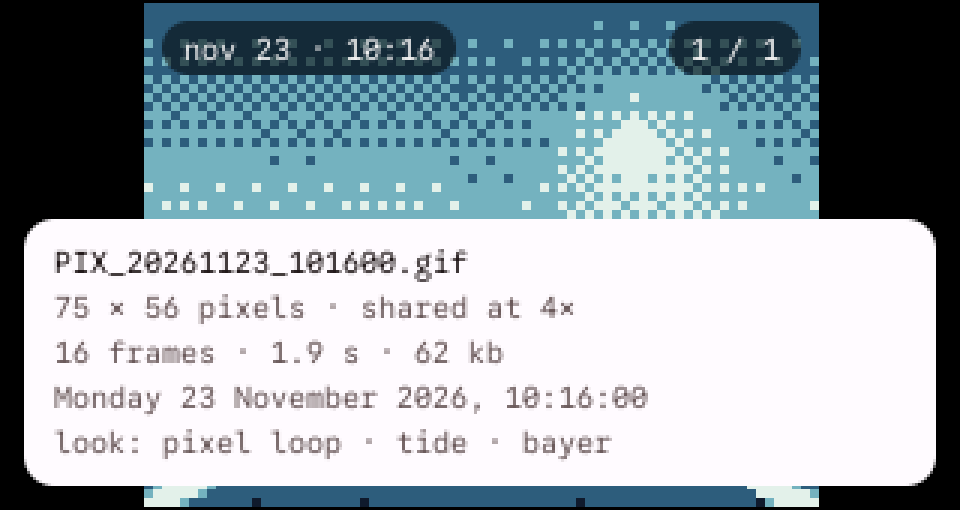 nov 23 · 10:16
1 / 1
PIX_20261123_101600.gif
75 × 56 pixels · shared at 4×
16 frames · 1.9 s · 62 kb
Monday 23 November 2026, 10:16:00
look: pixel loop · tide · bayer